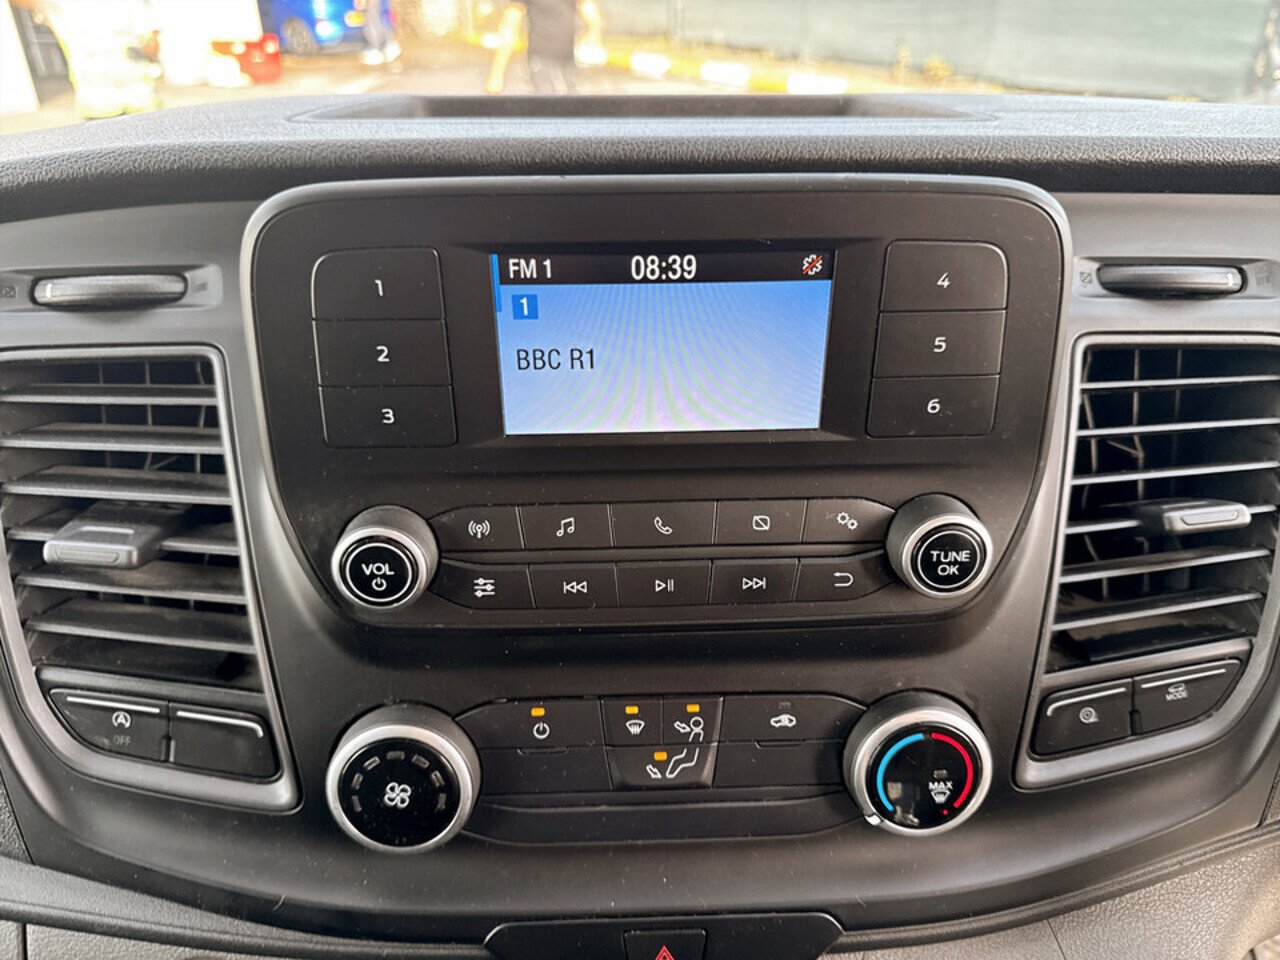 FM 1 08:39
1
BBC R1
1
2
3
4
5
6
VOL
TUNE
OK
A
OFF
MODE
MAX